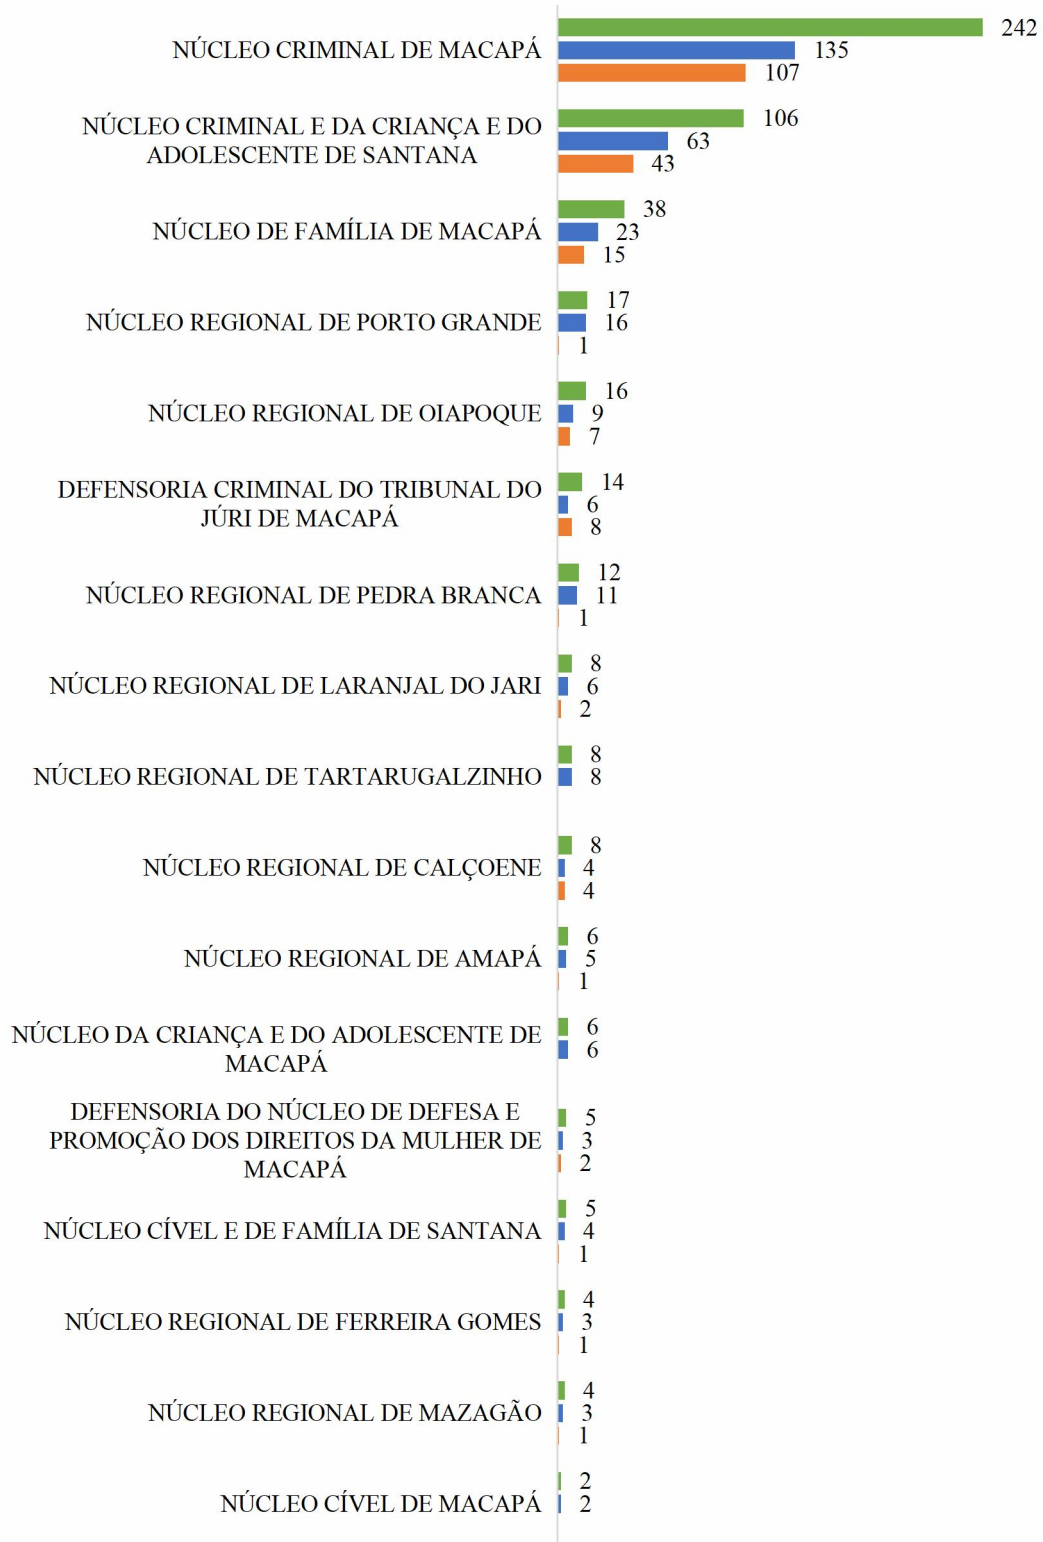 242
NÚCLEO CRIMINAL DE MACAPÁ
135
107
106
NÚCLEO CRIMINAL E DA CRIANÇA E DO
ADOLESCENTE DE SANTANA
63
43
38
NÚCLEO DE FAMÍLIA DE MACAPÁ
23
15
17
NÚCLEO REGIONAL DE PORTO GRANDE
16
1
16
NÚCLEO REGIONAL DE OIAPOQUE
9
7
14
DEFENSORIA CRIMINAL DO TRIBUNAL DO
JÚRI DE MACAPÁ
6
8
12
NÚCLEO REGIONAL DE PEDRA BRANCA
11
1
8
NÚCLEO REGIONAL DE LARANJAL DO JARI
6
2
8
NÚCLEO REGIONAL DE TARTARUGALZINHO
8
8
NÚCLEO REGIONAL DE CALÇOENE
4
4
6
NÚCLEO REGIONAL DE AMAPÁ
5
1
6
NÚCLEO DA CRIANÇA E DO ADOLESCENTE DE
MACAPÁ
6
DEFENSORIA DO NÚCLEO DE DEFESA E
PROMOÇÃO DOS DIREITOS DA MULHER DE
MACAPÁ
5
3
2
5
NÚCLEO CÍVEL E DE FAMÍLIA DE SANTANA
4
1
4
NÚCLEO REGIONAL DE FERREIRA GOMES
3
1
4
NÚCLEO REGIONAL DE MAZAGÃO
3
1
2
NÚCLEO CÍVEL DE MACAPÁ
2